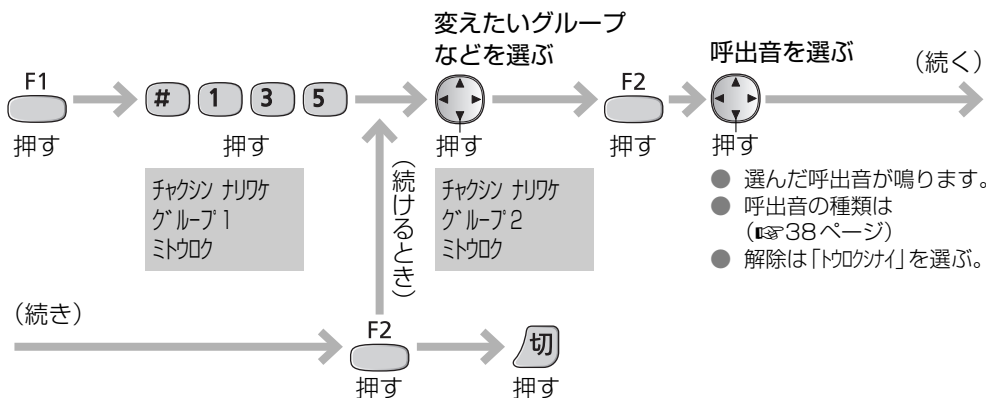 変えたいグループ
などを選ぶ
呼出音を選ぶ
(続く)
F1
押す
# 1 3 5
押す
押す
F2
押す
押す
チャクシン ナリワケ
グループ1
ミトウロク
(続けるとき)
チャクシン ナリワケ
グループ2
ミトウロク
● 選んだ呼出音が鳴ります。
● 呼出音の種類は
(☞38ページ)
● 解除は「トウロクシナイ」を選ぶ。
(続き)
F2
押す
切
押す